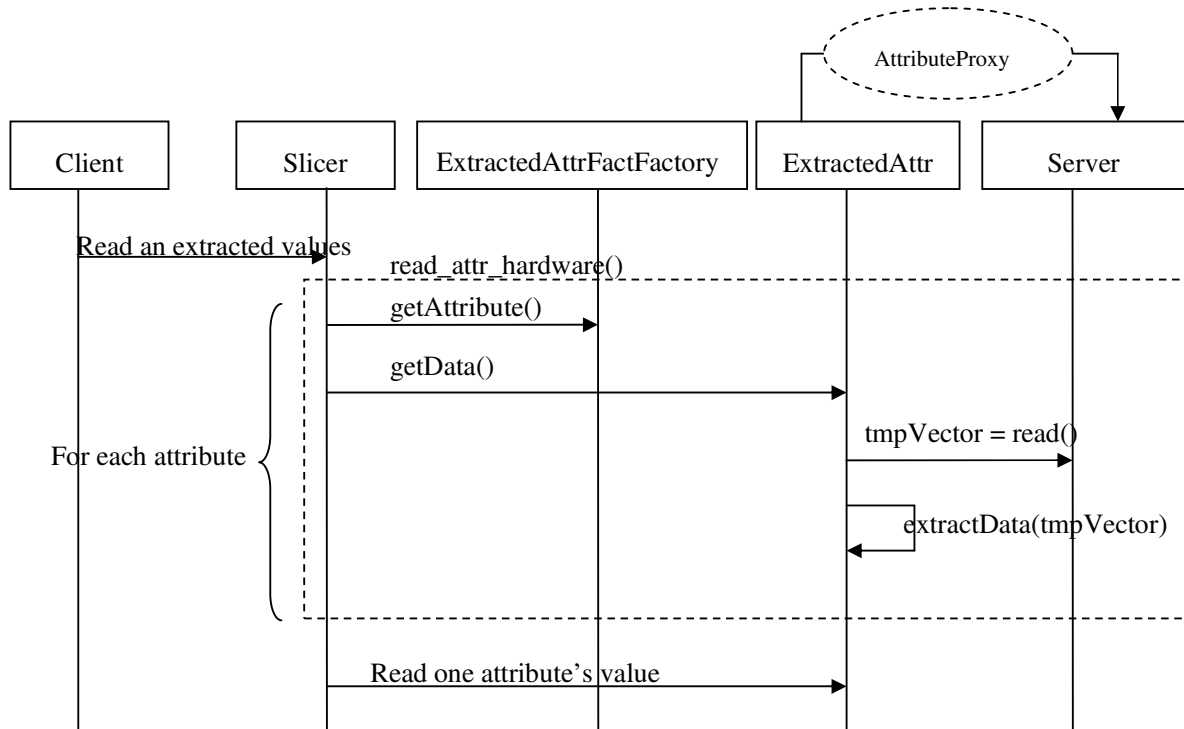 AttributeProxy
Client
Slicer
ExtractedAttrFactFactory
ExtractedAttr
Server
Read an extracted values
read_attr_hardware()
getAttribute()
getData()
tmpVector = read()
For each attribute
extractData(tmpVector)
Read one attribute’s value